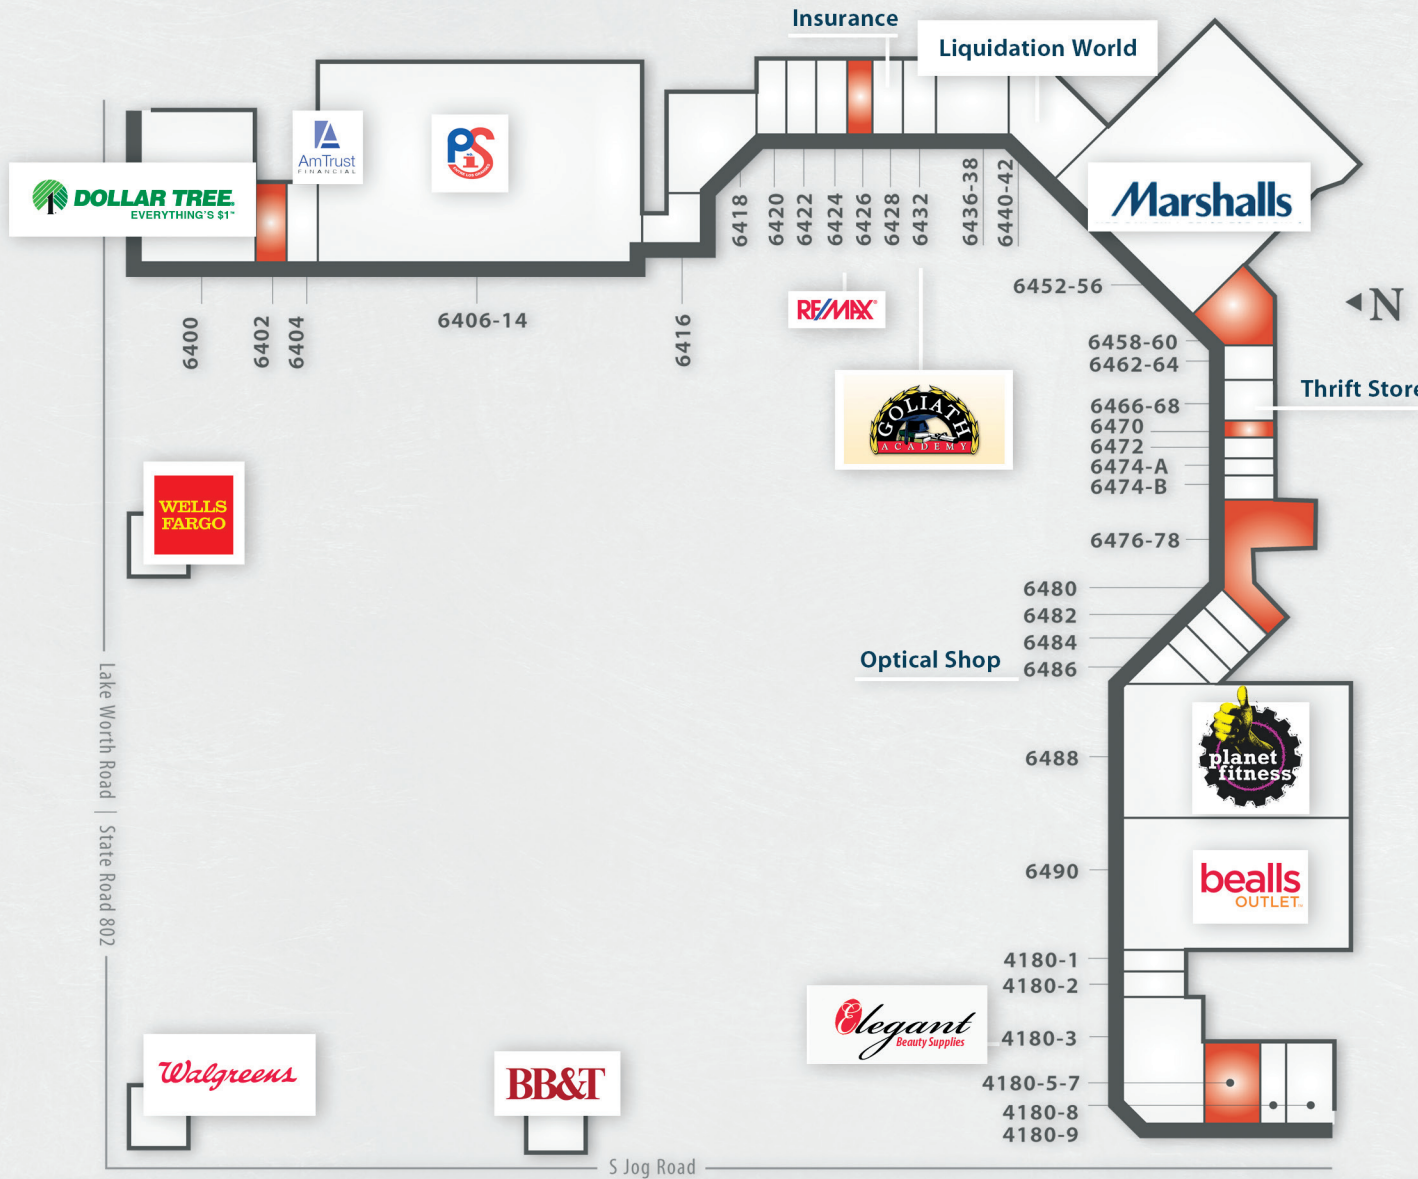 Insurance
Liquidation World
AmTrust
FINANCIAL
PiS
DOLLAR TREE.
EVERYTHING'S $1
Marshalls
6400
6402
6404
6406-14
6416
6418
6420
6422
6424
6426
6428
6432
6436-38
6440-42
RE/MAX
GOLIATH
ACADEMY
6452-56
N
6458-60
6462-64
Thrift Store
6466-68
6470
6472
6474-A
6474-B
6476-78
6480
6482
6484
6486
Optical Shop
WELLS
FARGO
planet
fitness
6488
bealls
OUTLET
6490
4180-1
4180-2
Elegant
Beauty Supplies
4180-3
4180-5-7
4180-8
4180-9
Walgreens
BB&T
Lake Worth Road | State Road 802
S Jog Road